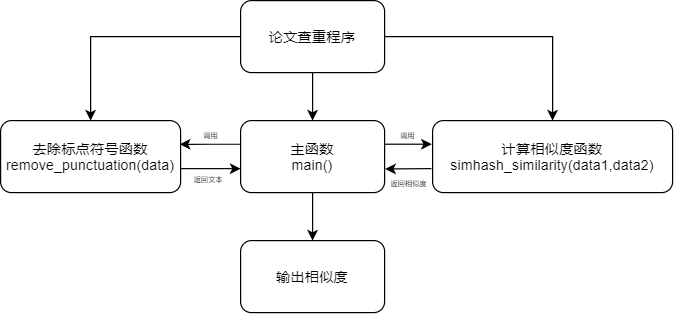 论文查重程序
去除标点符号函数
remove_punctuation(data)
调用
返回文本
主函数
main()
调用
返回相似度
计算相似度函数
simhash_similarity(data1,data2)
输出相似度